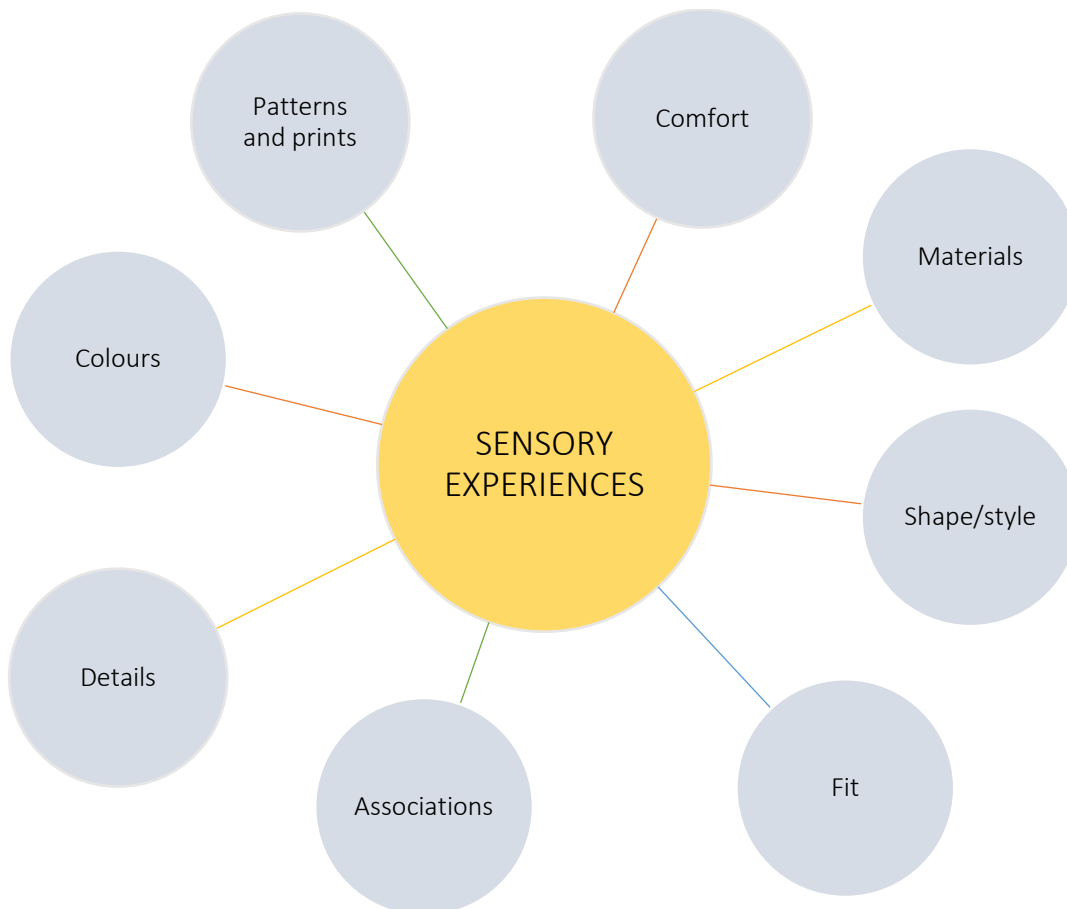 Patterns
and prints
Comfort
Materials
Colours
SENSORY
EXPERIENCES
Shape/style
Details
Associations
Fit